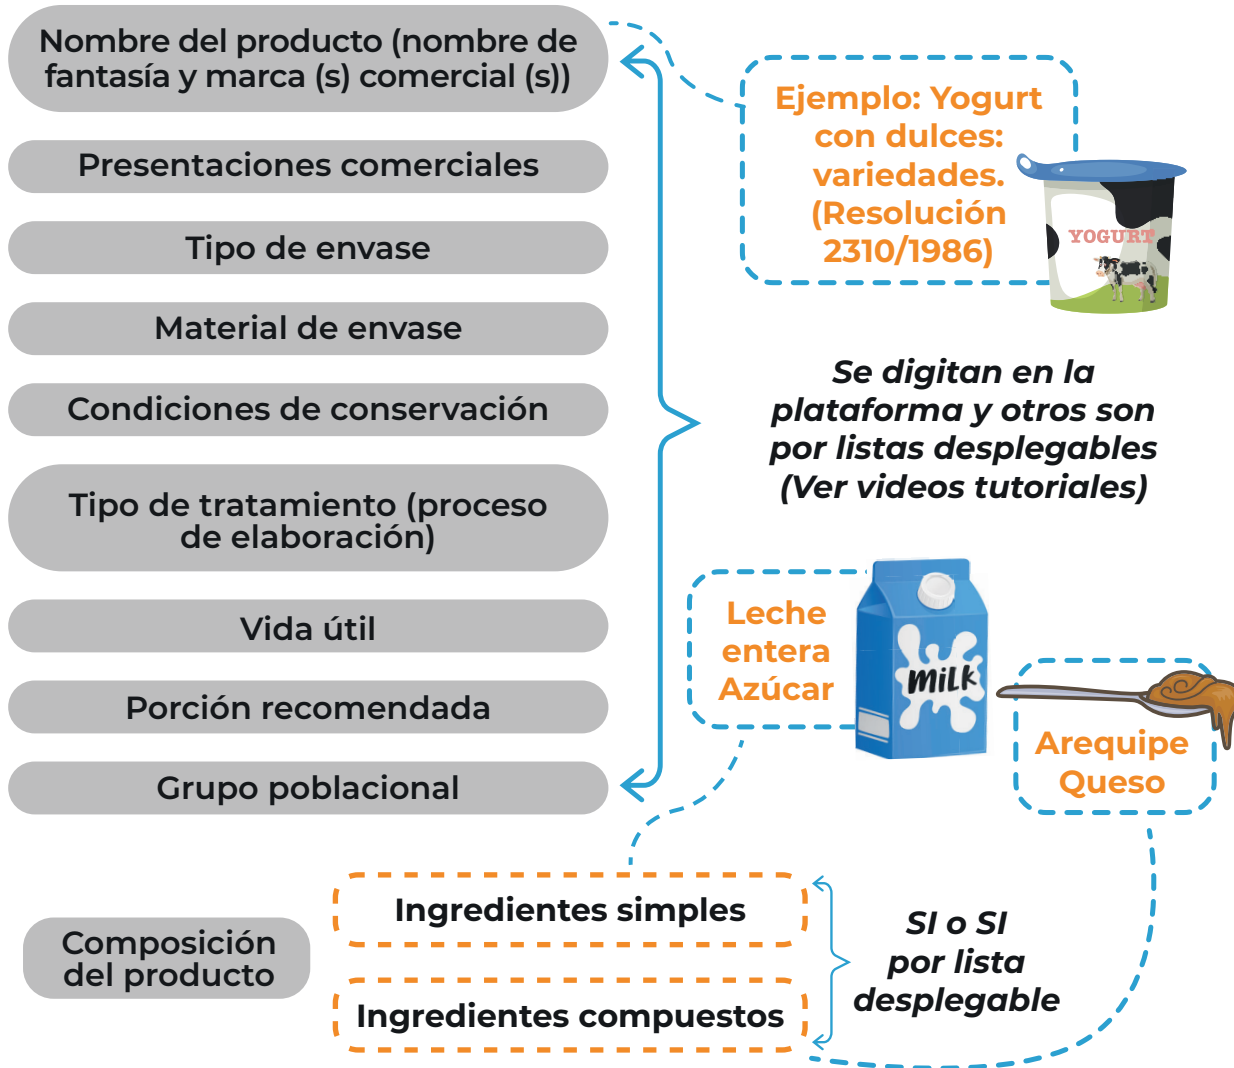 Nombre del producto (nombre de
fantasía y marca (s) comercial (s))
Presentaciones comerciales
Tipo de envase
Material de envase
Condiciones de conservación
Tipo de tratamiento (proceso
de elaboración)
Vida útil
Porción recomendada
Grupo poblacional
Ejemplo: Yogurt
con dulces:
variedades.
(Resolución
2310/1986)
YOGURT
Se digitan en la
plataforma y otros son
por listas desplegables
(Ver videos tutoriales)
Leche
entera
Azúcar
MiLk
Arequipe
Queso
Composición
del producto
Ingredientes simples
Ingredientes compuestos
SI o SI
por lista
desplegable